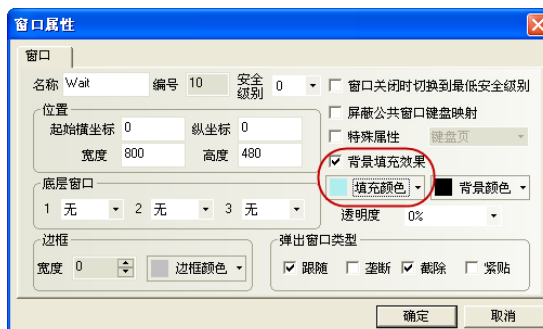 窗口属性
窗口
名称 Wait 编号 10 安全级别 0
窗口关闭时切换到最低安全级别
屏蔽公共窗口键盘映射
特殊属性 键盘页
背景填充效果
填充颜色 背景颜色
透明度 0%
位置
起始横坐标 0 纵坐标 0
宽度 800 高度 480
底层窗口
1 无 2 无 3 无
边框
宽度 0 边框颜色
弹出窗口类型
跟随 垄断 截除 紧贴
确定 取消